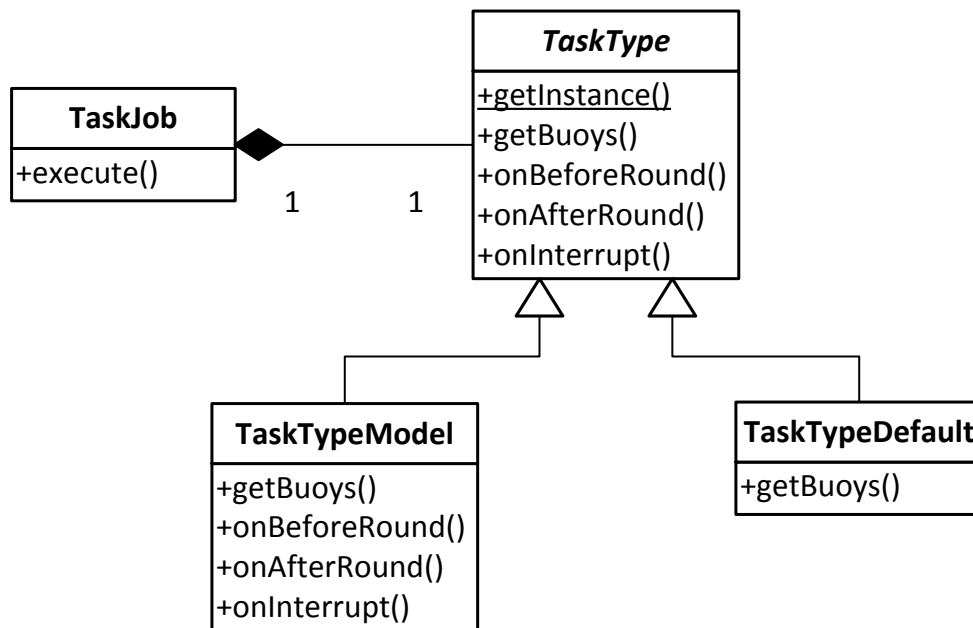 TaskType
+getInstance()
+getBuoys()
+onBeforeRound()
+onAfterRound()
+onInterrupt()
TaskJob
+execute()
1
1
TaskTypeModel
+getBuoys()
+onBeforeRound()
+onAfterRound()
+onInterrupt()
TaskTypeDefault
+getBuoys()